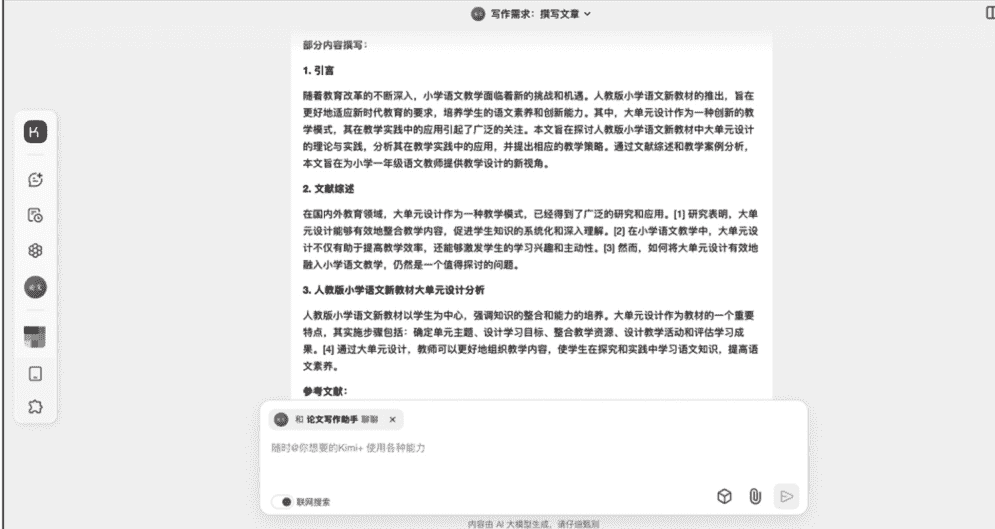 写作需求：撰写文章
部分内容撰写：
1. 引言
随着教育改革的不断深入，小学语文教学面临着新的挑战和机遇。人教版小学语文新教材的推出，旨在
更好地适应新时代教育的要求，培养学生的语文素养和创新能力。其中，大单元设计作为一种创新的教
学模式，其在教学实践中的应用引起了广泛的关注。本文旨在探讨人教版小学语文新教材中大单元设计
的理论与实践，分析其在教学实践中的应用，并提出相应的教学策略。通过文献综述和教学案例分析，
本文旨在为小学一年级语文教师提供教学设计的新视角。
2. 文献综述
在国内外教育领域，大单元设计作为一种教学模式，已经得到了广泛的研究和应用。[1] 研究表明，大单
元设计能够有效地整合教学内容，促进学生知识的系统化和深入理解。[2] 在小学语文教学中，大单元设
计不仅有助于提高教学效率，还能够激发学生的学习兴趣和主动性。[3] 然而，如何将大单元设计有效地
融入小学语文教学，仍然是一个值得探讨的问题。
3. 人教版小学语文新教材大单元设计分析
人教版小学语文新教材以学生为中心，强调知识的整合和能力的培养。大单元设计作为教材的一个重要
特点，其实施步骤包括：确定单元主题、设计学习目标、整合教学资源、设计教学活动和评估学习成
果。[4] 通过大单元设计，教师可以更好地组织教学内容，使学生在探究和实践中学习语文知识，提高语
文素养。
参考文献：
和 论文写作助手 聊聊
随时@你想要的Kimi+ 使用各种能力
联网搜索
内容由 AI 大模型生成，请仔细甄别